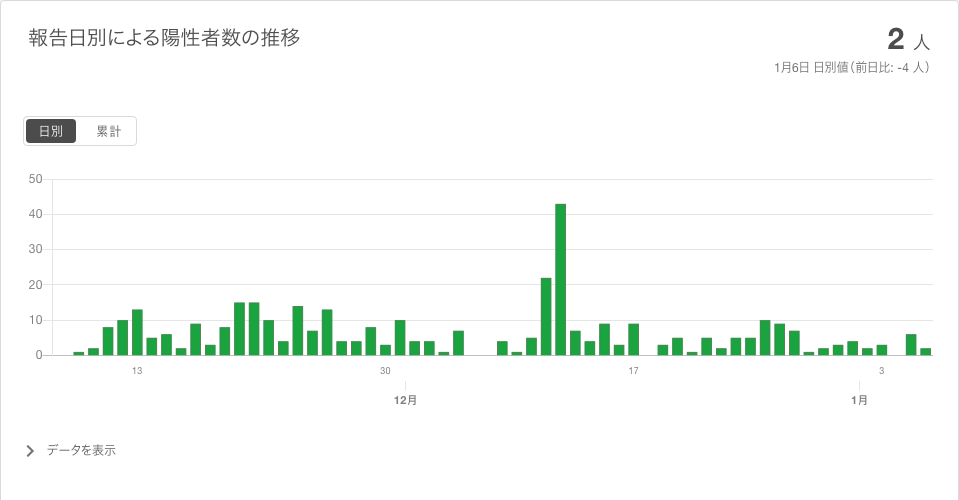 報告日別による陽性者数の推移
2 人
1月6日 日別値（前日比: -4 人）
日別 累計
50
40
30
20
10
0
13 30 17 3
12月 1月
データを表示